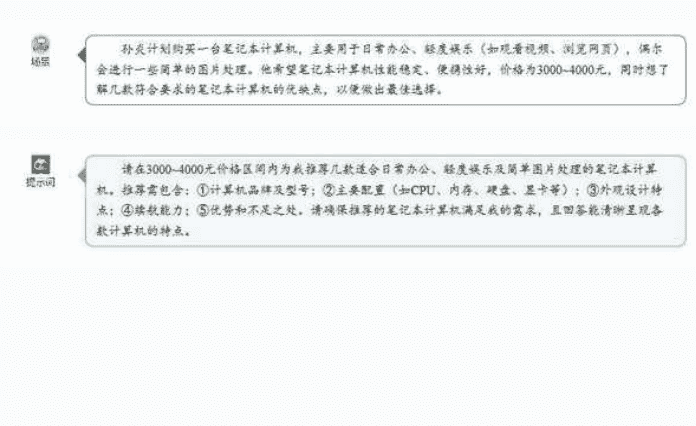 场景
孙炎计划购买一台笔记本计算机，主要用于日常办公、轻度娱乐（如观看视频、浏览网页），偶尔
会进行一些简单的图片处理。他希望笔记本计算机性能稳定、便携性好，价格为3000~4000元，同时想了
解几款符合要求的笔记本计算机的优缺点，以便做出最佳选择。
提示词
请在3000~4000元价格区间内为我推荐几款适合日常办公、轻度娱乐及简单图片处理的笔记本计算
机。推荐需包含：①计算机品牌及型号；②主要配置（如CPU、内存、硬盘、显卡等）；③外观设计特
点；④续航能力；⑤优势和不足之处。请确保推荐的笔记本计算机满足我的需求，且回答能清晰呈现各
款计算机的特点。